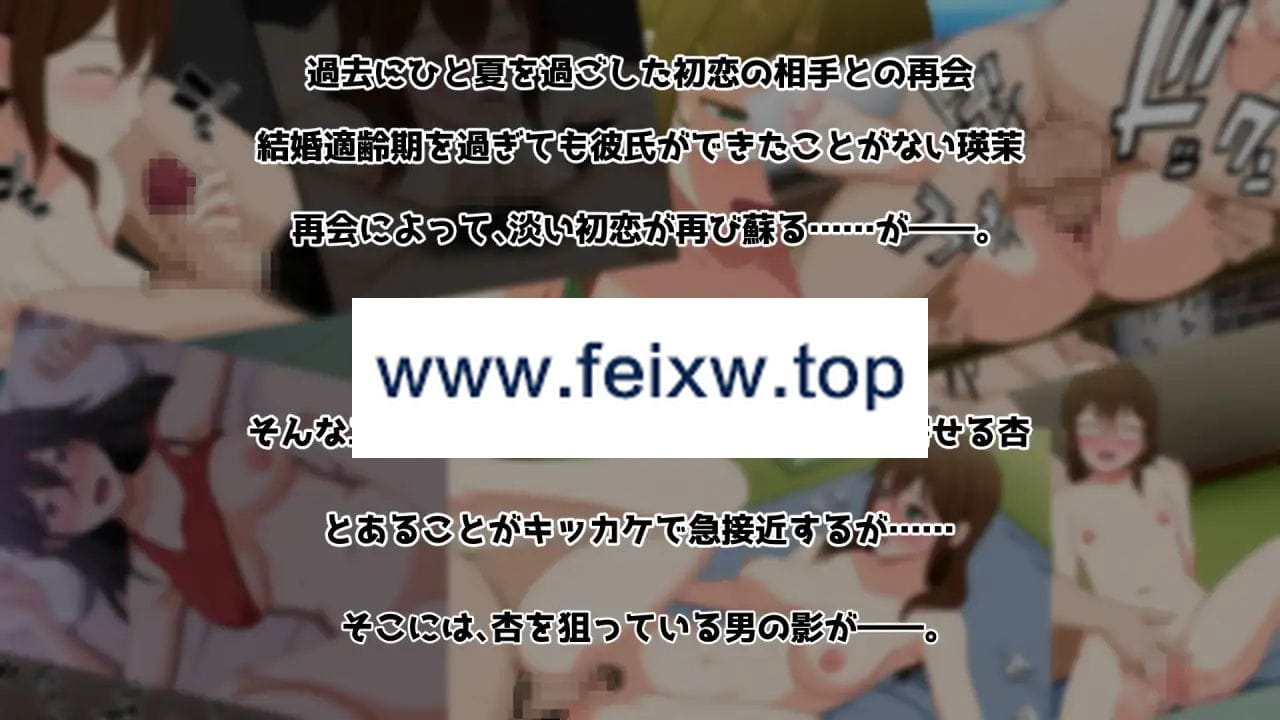 過去にひと夏を過ごした初恋の相手との再会
結婚適齢期を過ぎても彼氏ができたことがない瑛茉
再会によって､淡い初恋が再び蘇る……が――。
www.feixw.top
そんな
せる杏
とあることがキッカケで急接近するが……
そこには､杏を狙っている男の影が――。